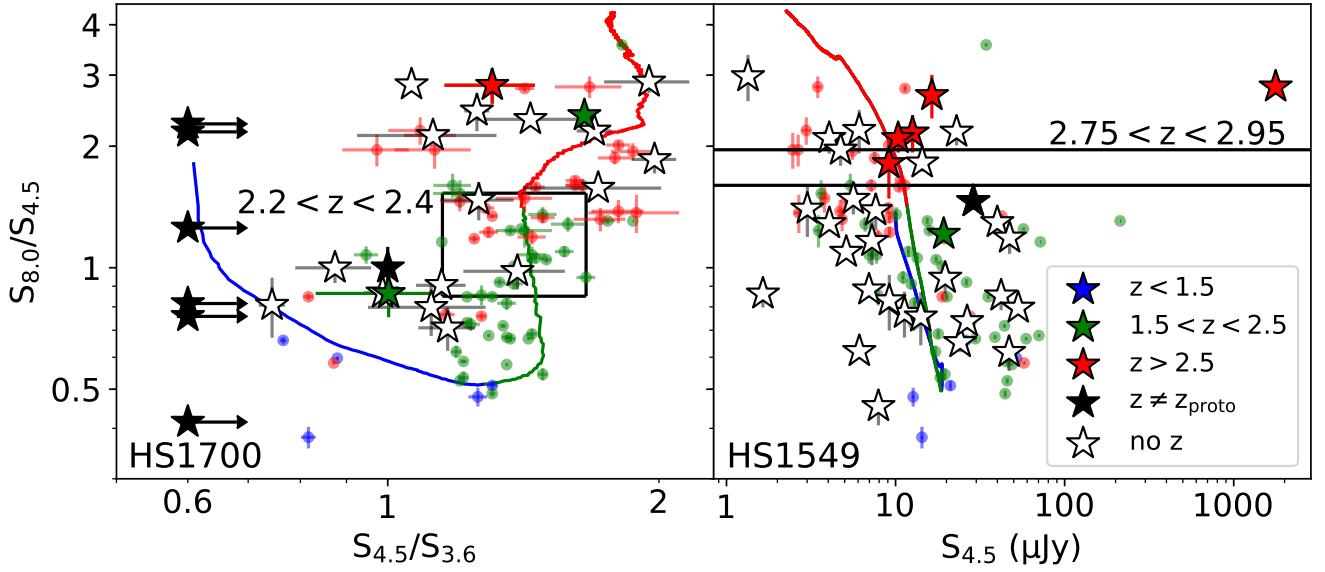 4
3
2
1
0.5
S8.0/S4.5
2.2 < z < 2.4
HS1700
0.6
1
2
S4.5/S3.6
2.75 < z < 2.95
HS1549
z < 1.5
1.5 < z < 2.5
z > 2.5
z ≠ zproto
no z
1
10
100
1000
S4.5 (μJy)